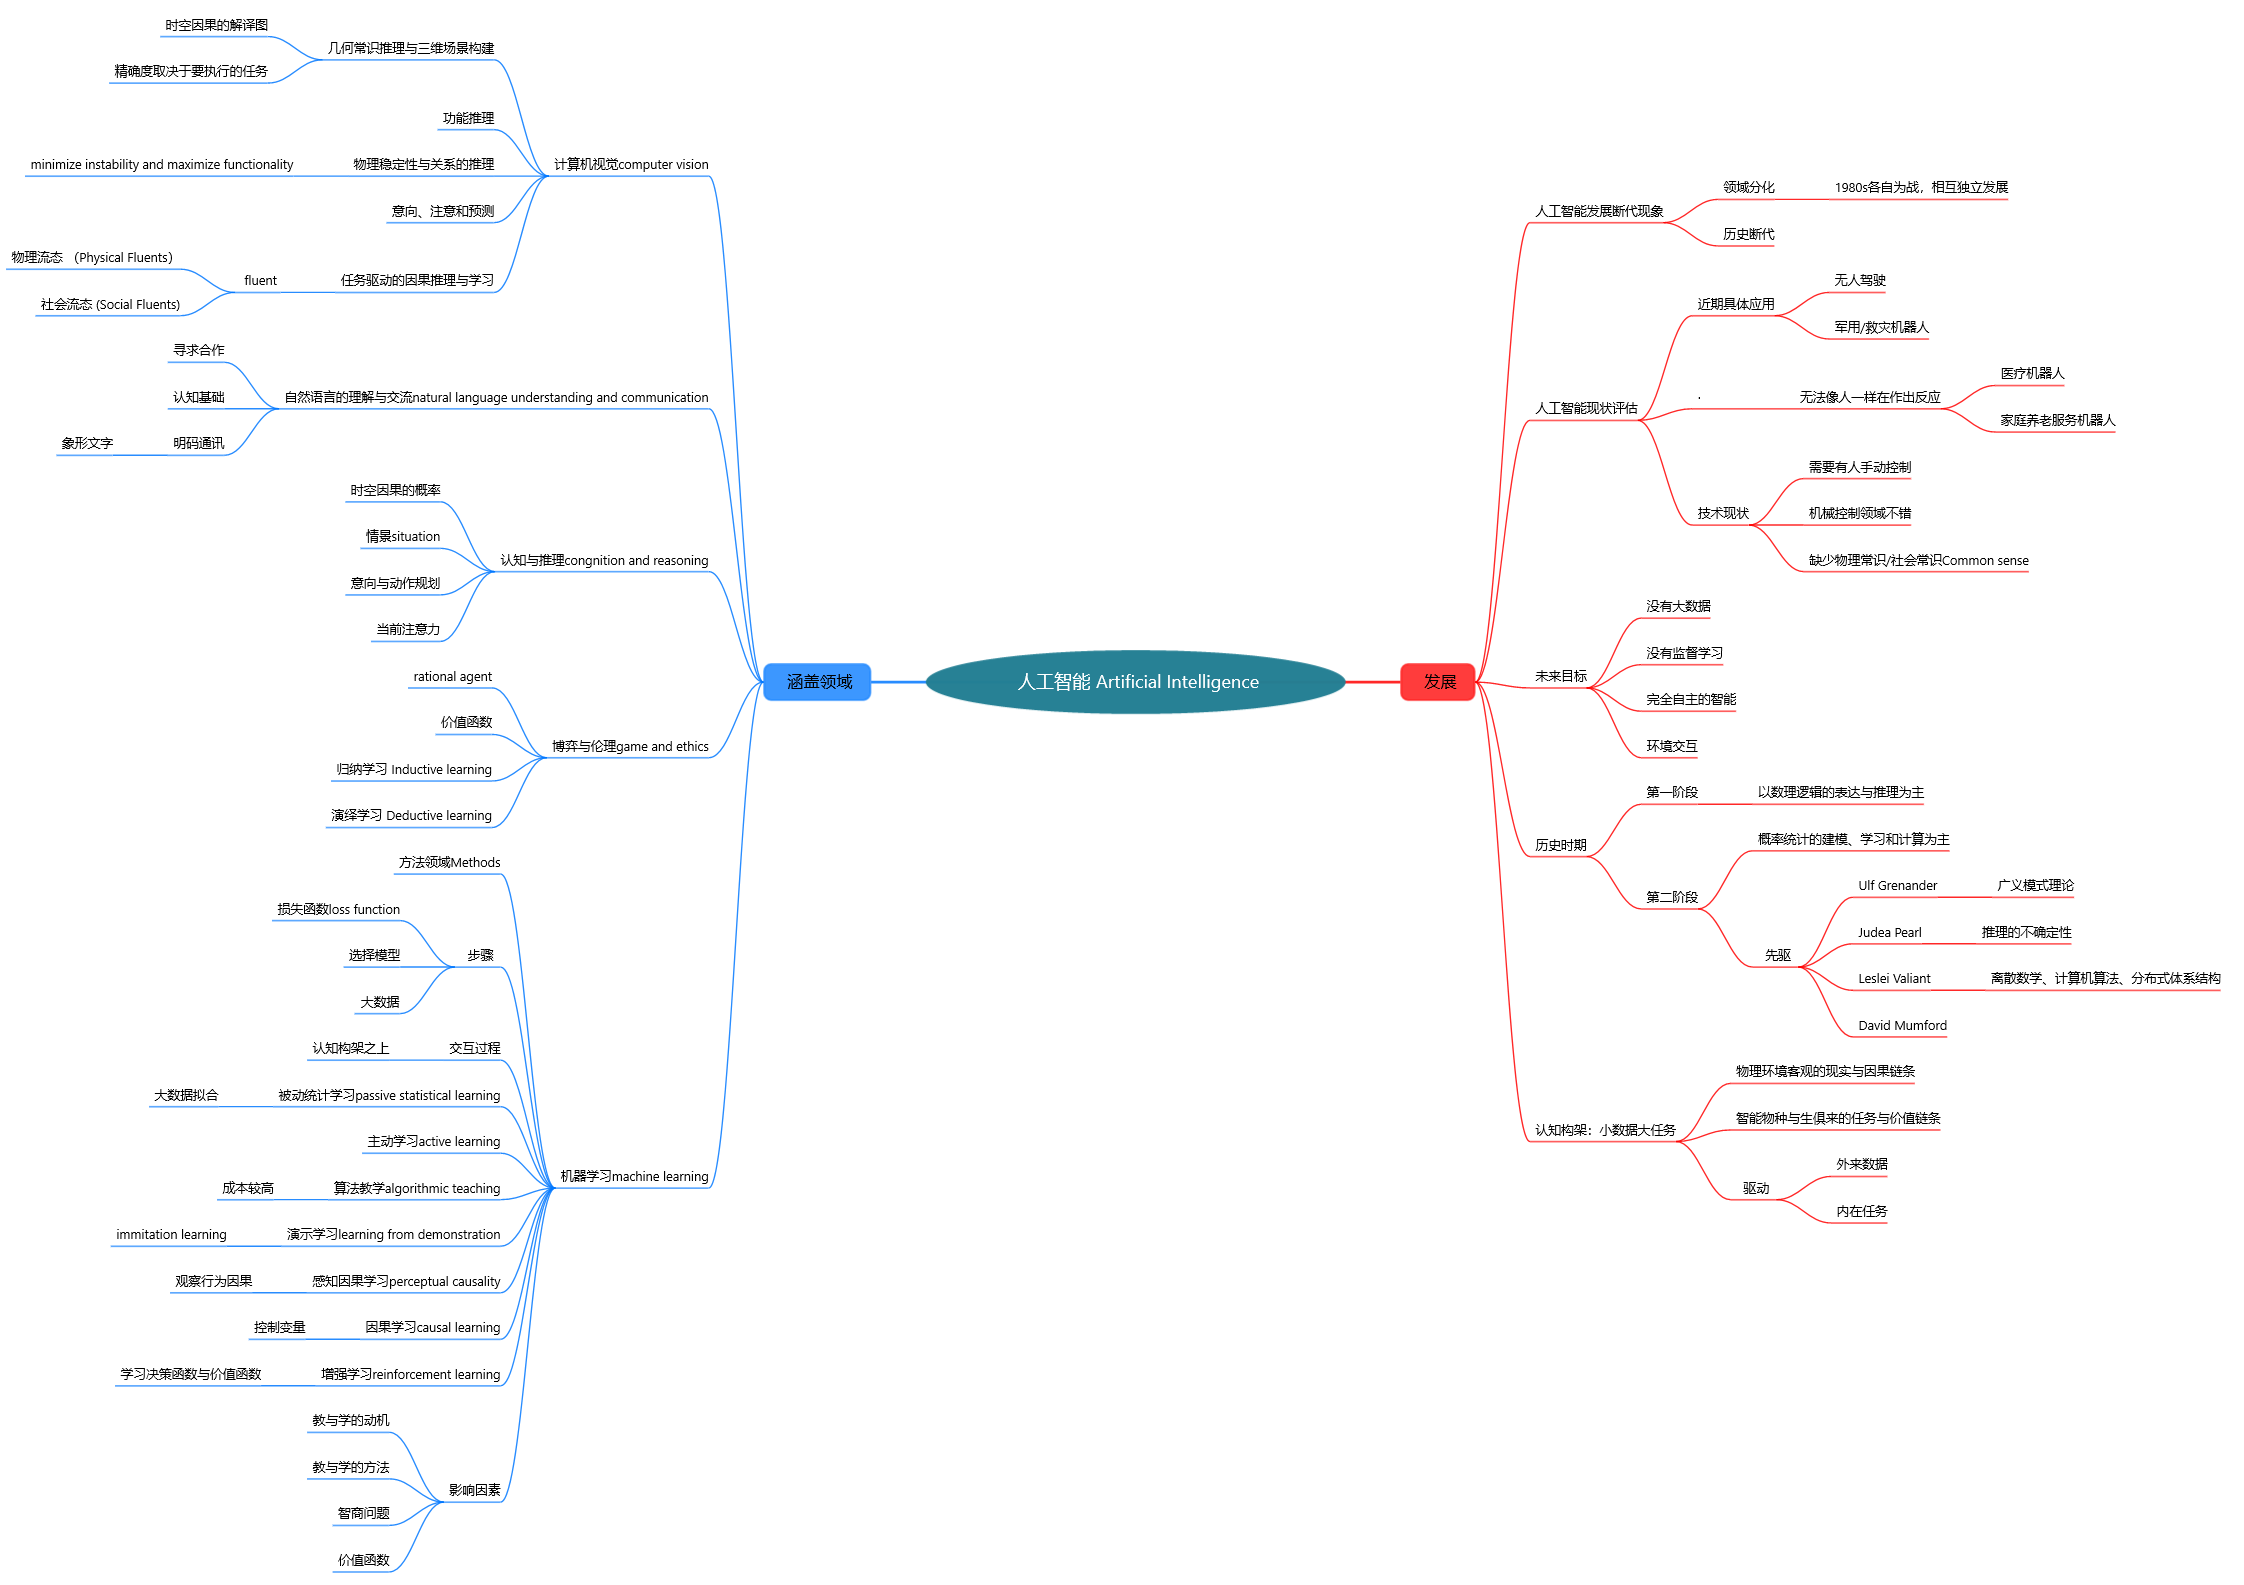 人工智能 Artificial Intelligence
涵盖领域
计算机视觉computer vision
几何常识推理与三维场景构建
时空因果的解译图
精确度取决于要执行的任务
功能推理
物理稳定性与关系的推理
minimize instability and maximize functionality
意向、注意和预测
任务驱动的因果推理与学习
fluent
物理流态 （Physical Fluents）
社会流态 (Social Fluents)
自然语言的理解与交流natural language understanding and communication
寻求合作
认知基础
明码通讯
象形文字
认知与推理congnition and reasoning
时空因果的概率
情景situation
意向与动作规划
当前注意力
博弈与伦理game and ethics
rational agent
价值函数
归纳学习 Inductive learning
演绎学习 Deductive learning
机器学习machine learning
方法领域Methods
步骤
损失函数loss function
选择模型
大数据
交互过程
认知构架之上
被动统计学习passive statistical learning
大数据拟合
主动学习active learning
算法教学algorithmic teaching
成本较高
演示学习learning from demonstration
immitation learning
感知因果学习perceptual causality
观察行为因果
因果学习causal learning
控制变量
增强学习reinforcement learning
学习决策函数与价值函数
影响因素
教与学的动机
教与学的方法
智商问题
价值函数
发展
人工智能发展断代现象
领域分化
1980s各自为战，相互独立发展
历史断代
人工智能现状评估
近期具体应用
无人驾驶
军用/救灾机器人
.
无法像人一样在作出反应
医疗机器人
家庭养老服务机器人
技术现状
需要有人手动控制
机械控制领域不错
缺少物理常识/社会常识Common sense
未来目标
没有大数据
没有监督学习
完全自主的智能
环境交互
历史时期
第一阶段
以数理逻辑的表达与推理为主
第二阶段
概率统计的建模、学习和计算为主
先驱
Ulf Grenander
广义模式理论
Judea Pearl
推理的不确定性
Leslei Valiant
离散数学、计算机算法、分布式体系结构
David Mumford
认知构架：小数据大任务
物理环境客观的现实与因果链条
智能物种与生俱来的任务与价值链条
驱动
外来数据
内在任务